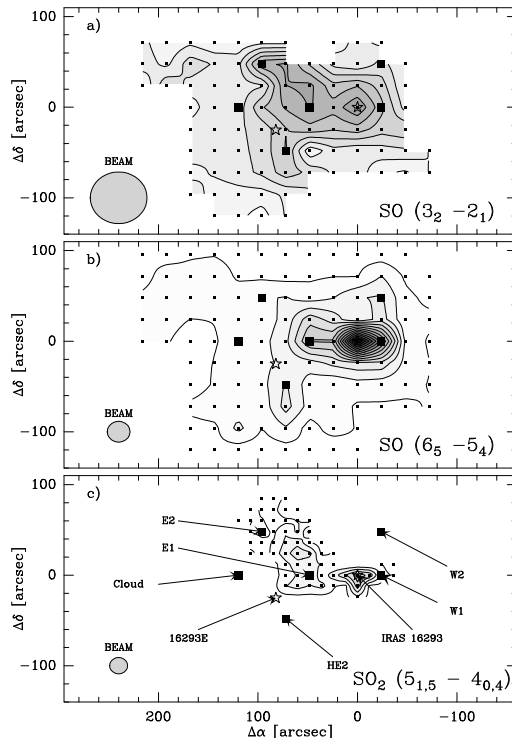 100
a)
0
Δδ [arcsec]
BEAM
-100
SO (3₂ -2₁)
100
b)
0
Δδ [arcsec]
BEAM
-100
SO (6₅ -5₄)
100
c)
E2
E1
W2
0
Δδ [arcsec]
Cloud
W1
16293E
IRAS 16293
BEAM
HE2
-100
SO₂ (5₁,₅ - 4₀,₄)
200 100 0 -100
Δα [arcsec]